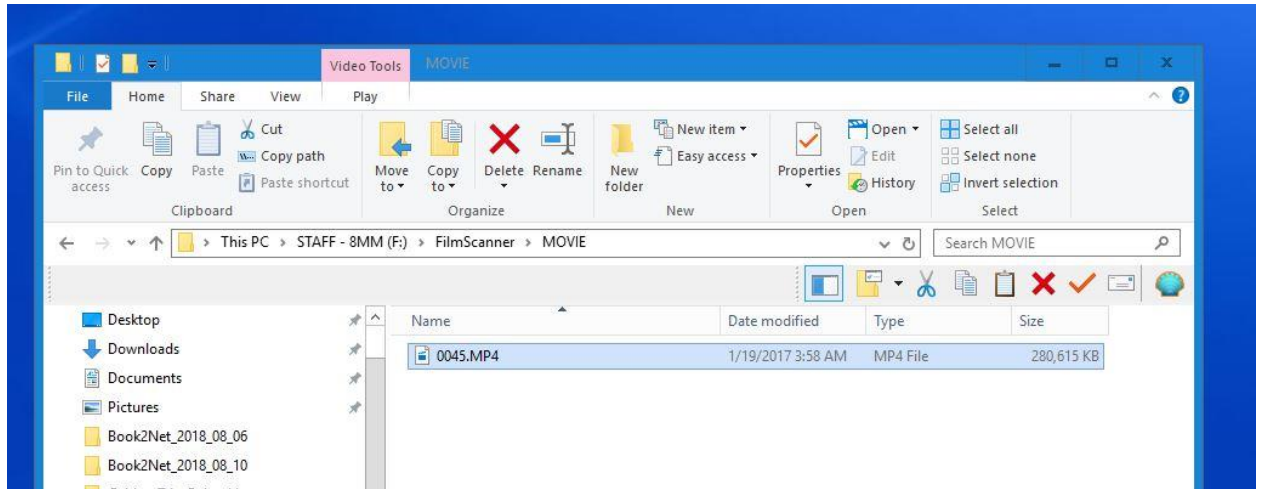 Video Tools MOVIE
File Home Share View Play
Pin to Quick access
Copy
Paste
Cut
Copy path
Paste shortcut
Clipboard
Move to
Copy to
Delete
Rename
Organize
New folder
New item
Easy access
New
Properties
Open
Edit
History
Open
Select all
Select none
Invert selection
Select
This PC > STAFF - 8MM (F:) > FilmScanner > MOVIE
Search MOVIE
Desktop
Downloads
Documents
Pictures
Book2Net_2018_08_06
Book2Net_2018_08_10
Name Date modified Type Size
0045.MP4 1/19/2017 3:58 AM MP4 File 280,615 KB